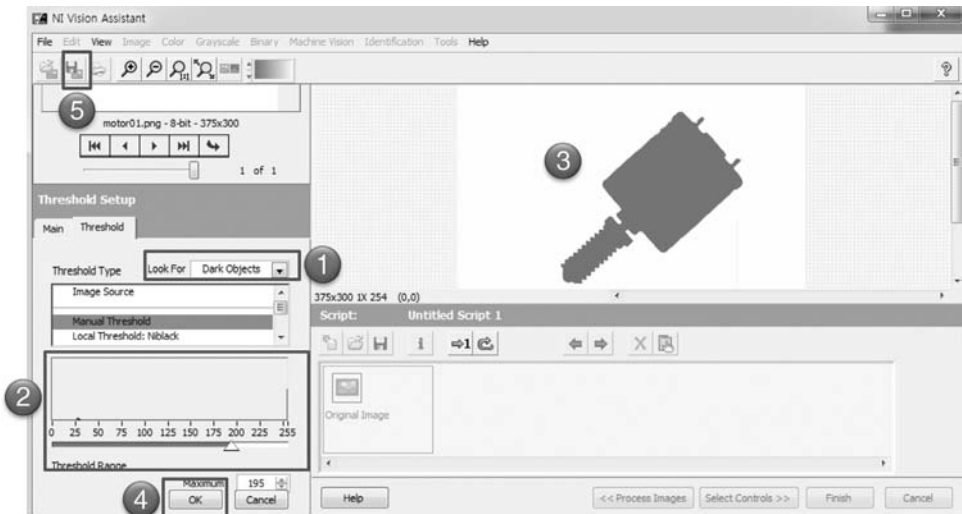 NI Vision Assistant
File Edit View Image Color Grayscale Binary Machine Vision Identification Tools Help
1:1
5
motor01.png - 8-bit - 375x300
1 of 1
3
Threshold Setup
Main Threshold
Threshold Type Look For Dark Objects
1
Image Source
Manual Threshold
Local Threshold: Niblack
375x300 1X 254 (0,0)
Script: Untitled Script 1
1
Original Image
2
0 25 50 75 100 125 150 175 200 225 255
Threshold Range
Maximum 195
4
OK Cancel
Help << Process Images Select Controls >> Finish Cancel